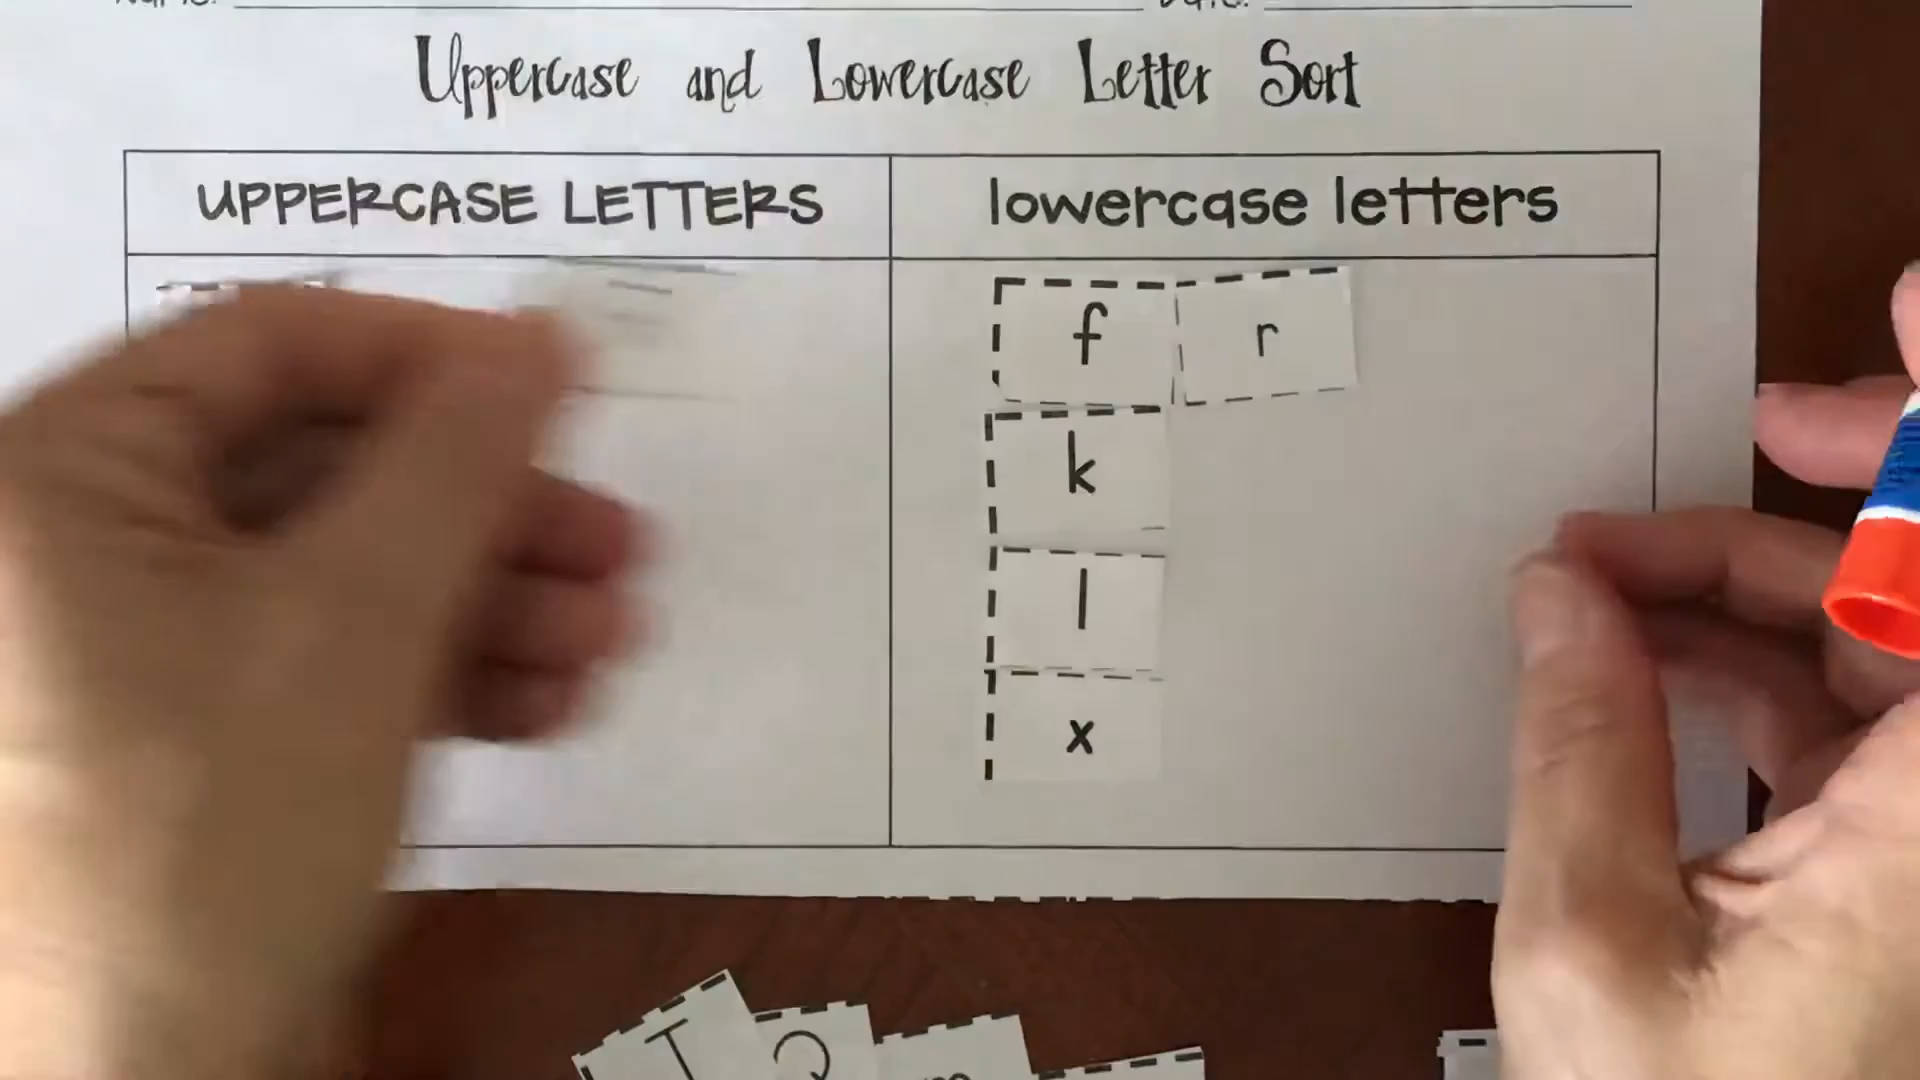 Uppercase and Lowercase Letter Sort
UPPERCASE LETTERS lowercase letters
f r
k
l
x